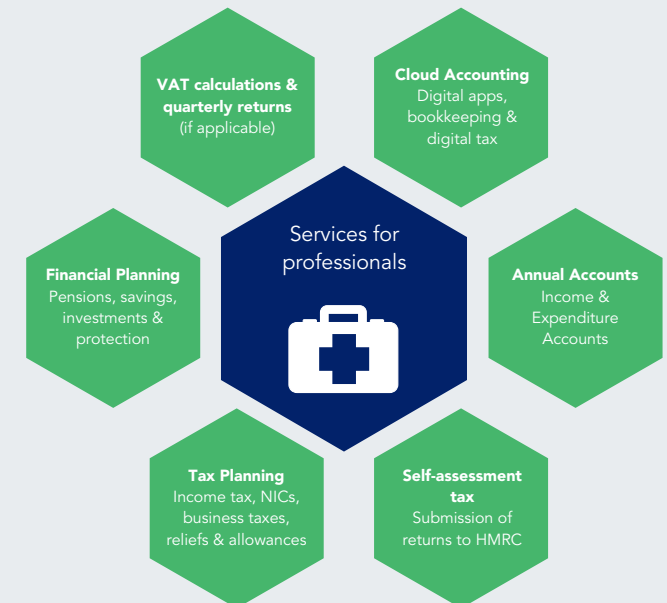 VAT calculations &
quarterly returns
(if applicable)
Cloud Accounting
Digital apps,
bookkeeping &
digital tax
Services for
professionals
Financial Planning
Pensions, savings,
investments &
protection
Annual Accounts
Income &
Expenditure
Accounts
Tax Planning
Income tax, NICs,
business taxes,
reliefs & allowances
Self-assessment
tax
Submission of
returns to HMRC